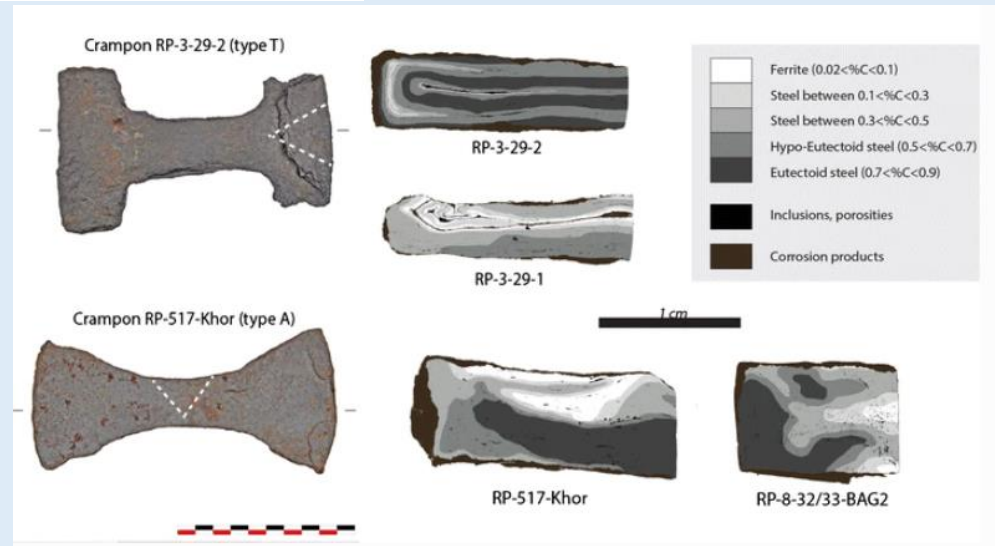 Crampon RP-3-29-2 (type T)
RP-3-29-2
RP-3-29-1
Ferrite (0.02<%C<0.1)
Steel between 0.1<%C<0.3
Steel between 0.3<%C<0.5
Hypo-Eutectoid steel (0.5<%C<0.7)
Eutectoid steel (0.7<%C<0.9)
Inclusions, porosities
Corrosion products
1 cm
Crampon RP-517-Khor (type A)
RP-517-Khor
RP-8-32/33-BAG2